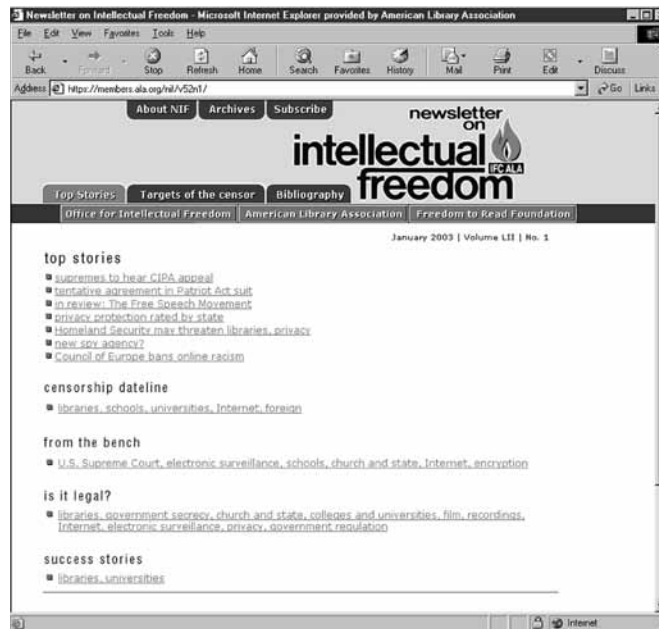 Newsletter on Intellectual Freedom - Microsoft Internet Explorer provided by American Library Association
File Edit View Favorites Tools Help
Back Forward Stop Refresh Home Search Favorites History Mail Print Edit Discuss
Address https://members.ala.org/nif/v52n1/ Go Links
About NIF Archives Subscribe
newsletter
on
intellectual
freedom
IFC ALA
Top Stories Targets of the censor Bibliography
Office for Intellectual Freedom American Library Association Freedom to Read Foundation
January 2003 | Volume LII | No. 1
top stories
supremes to hear CIPA appeal
tentative agreement in Patriot Act suit
in review: The Free Speech Movement
privacy protection rated by state
Homeland Security may threaten libraries, privacy
new spy agency?
Council of Europe bans online racism
censorship dateline
libraries, schools, universities, Internet, foreign
from the bench
U.S. Supreme Court, electronic surveillance, schools, church and state, Internet, encryption
is it legal?
libraries, government secrecy, church and state, colleges and universities, film, recordings,
Internet, electronic surveillance, privacy, government regulation
success stories
libraries, universities
Internet